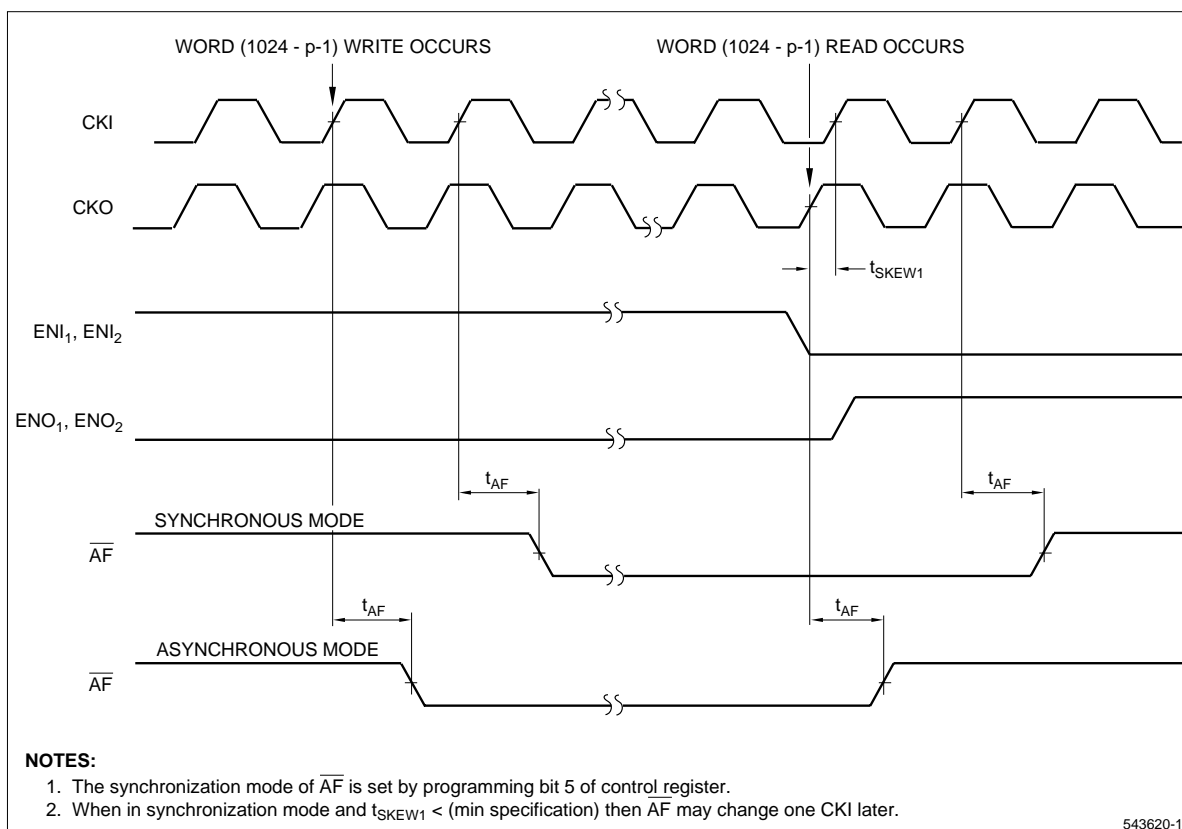 WORD (1024 - p-1) WRITE OCCURS
WORD (1024 - p-1) READ OCCURS
CKI
CKO
tSKEW1
ENI1, ENI2
ENO1, ENO2
tAF
tAF
SYNCHRONOUS MODE
AF
tAF
tAF
ASYNCHRONOUS MODE
AF
NOTES:
1. The synchronization mode of AF is set by programming bit 5 of control register.
2. When in synchronization mode and tSKEW1 < (min specification) then AF may change one CKI later.
543620-1